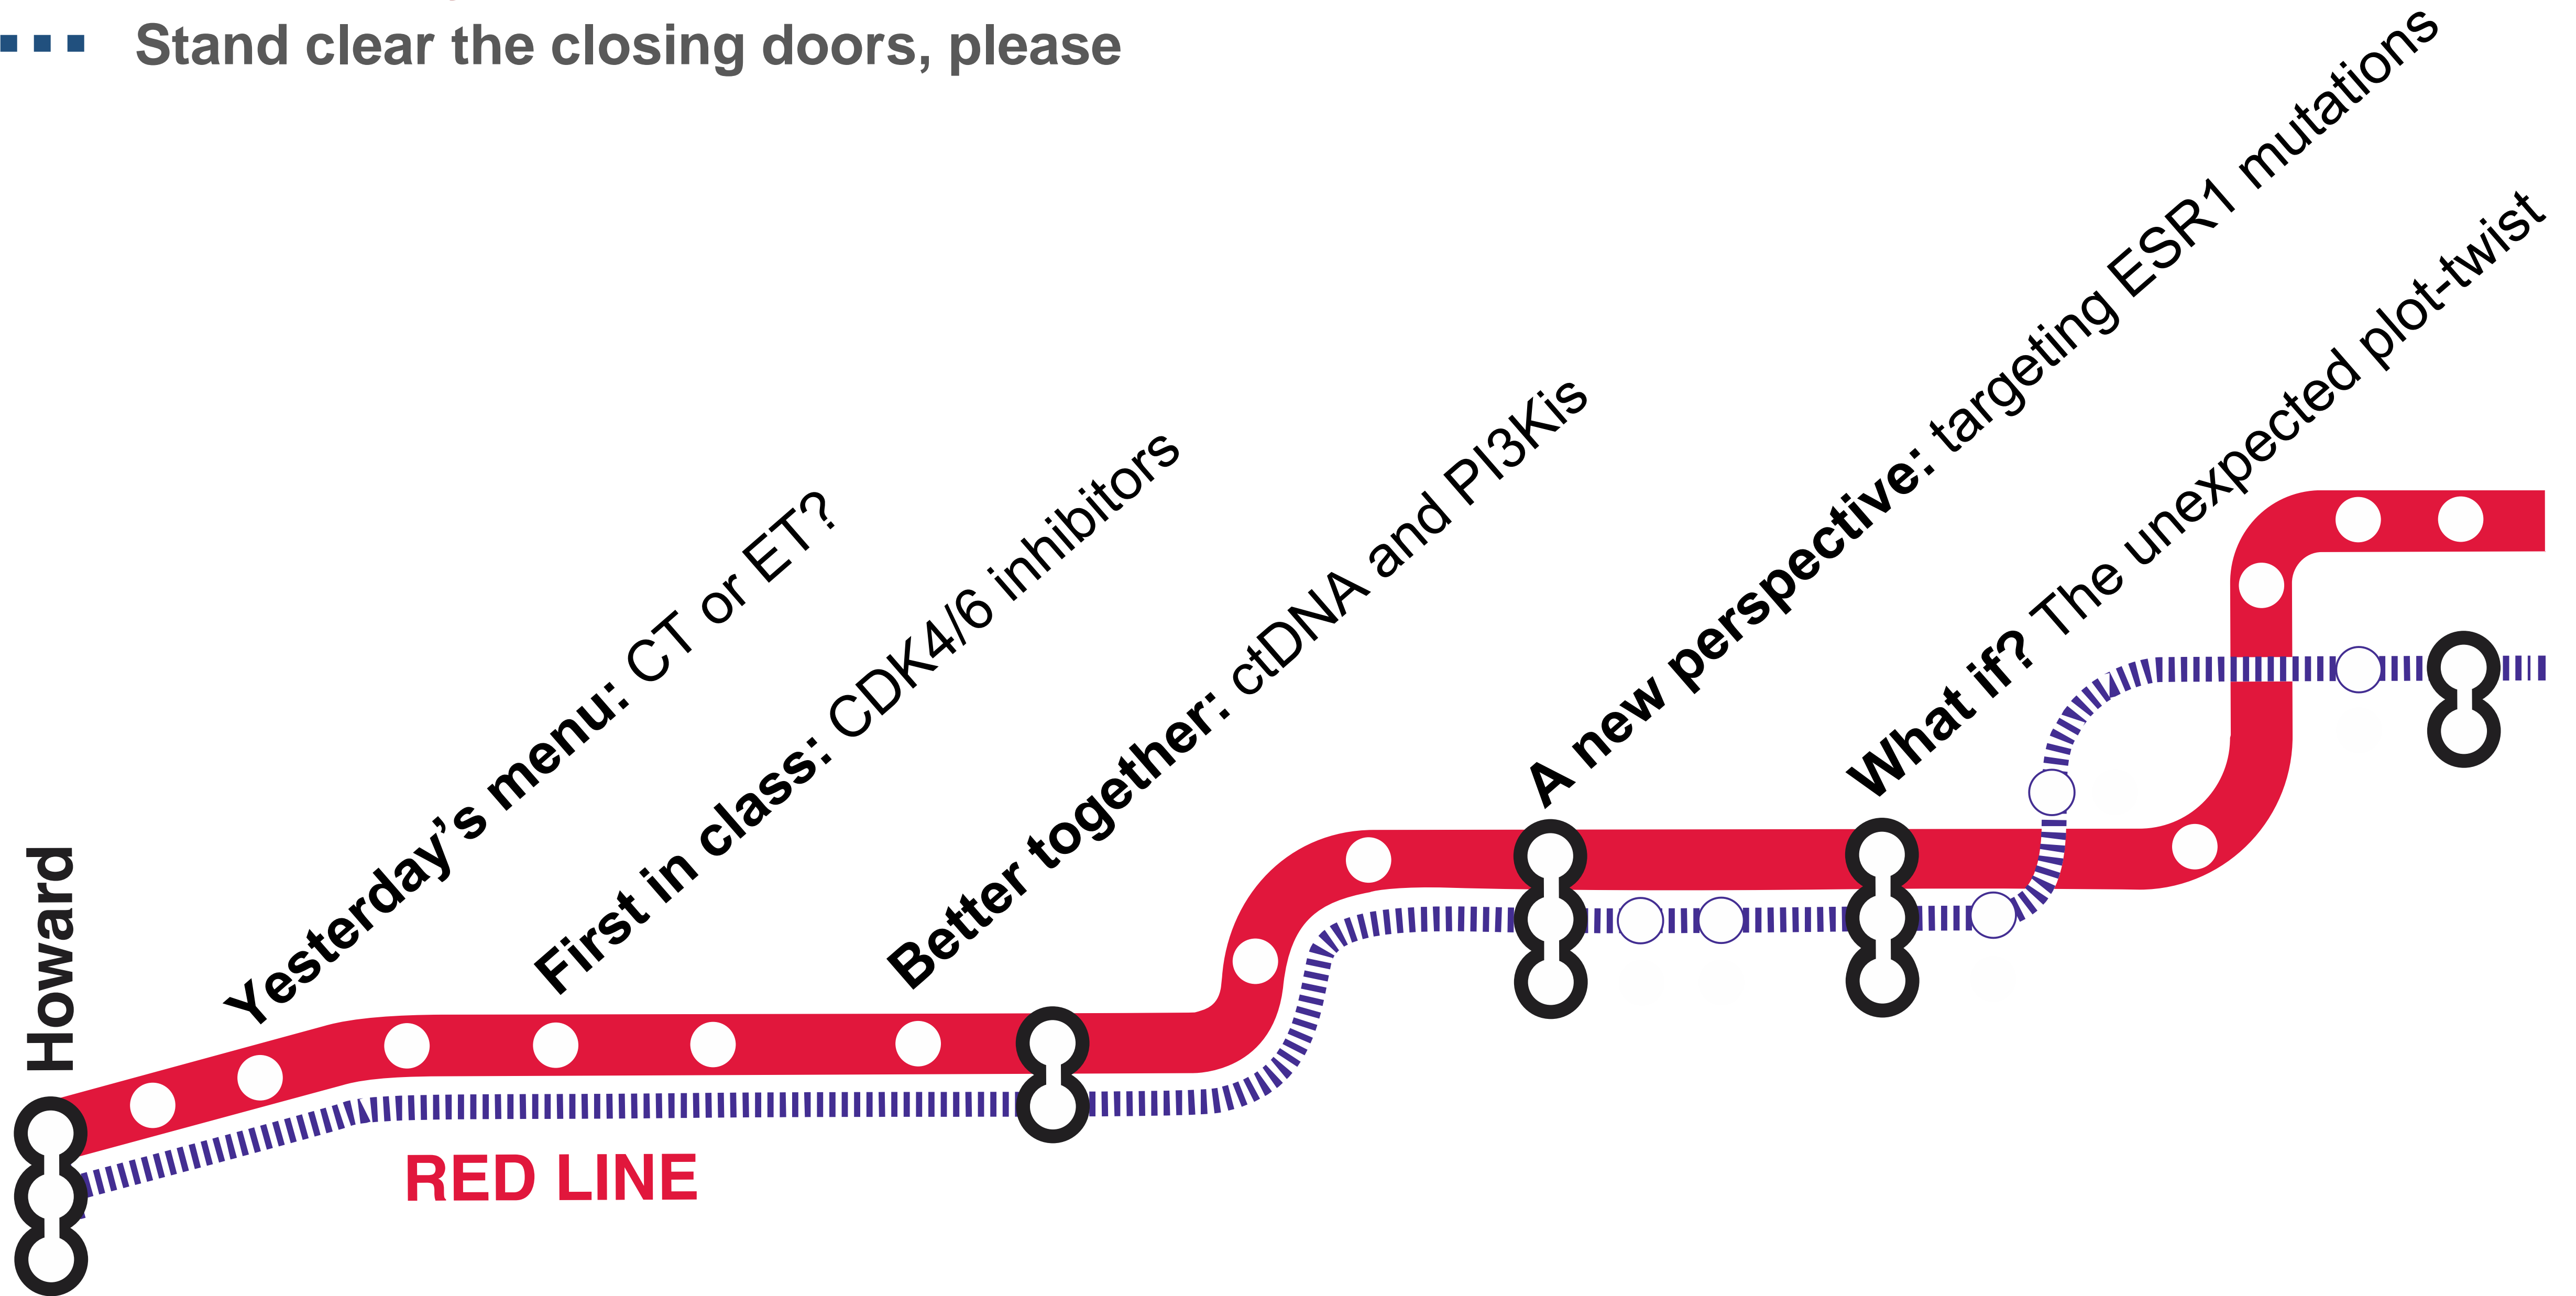 Stand clear the closing doors, please
Howard
Yesterday’s menu: CT or ET?
First in class: CDK4/6 inhibitors
Better together: ctDNA and PI3Kis
A new perspective: targeting ESR1 mutations
What if? The unexpected plot-twist
RED LINE